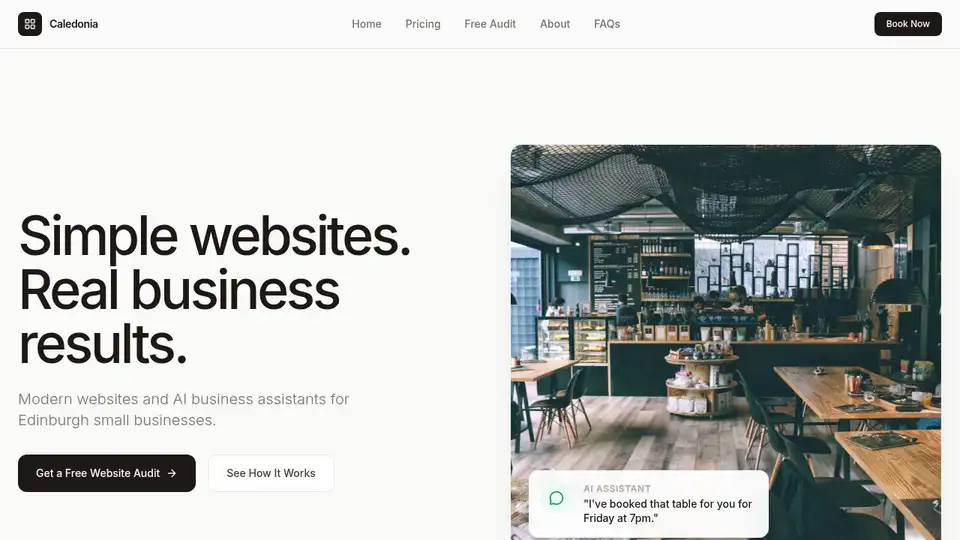 Caledonia
Home
Pricing
Free Audit
About
FAQs
Book Now
Simple websites.
Real business
results.
Modern websites and AI business assistants for
Edinburgh small businesses.
Get a Free Website Audit →
See How It Works
AI ASSISTANT
"I've booked that table for you for
Friday at 7pm."